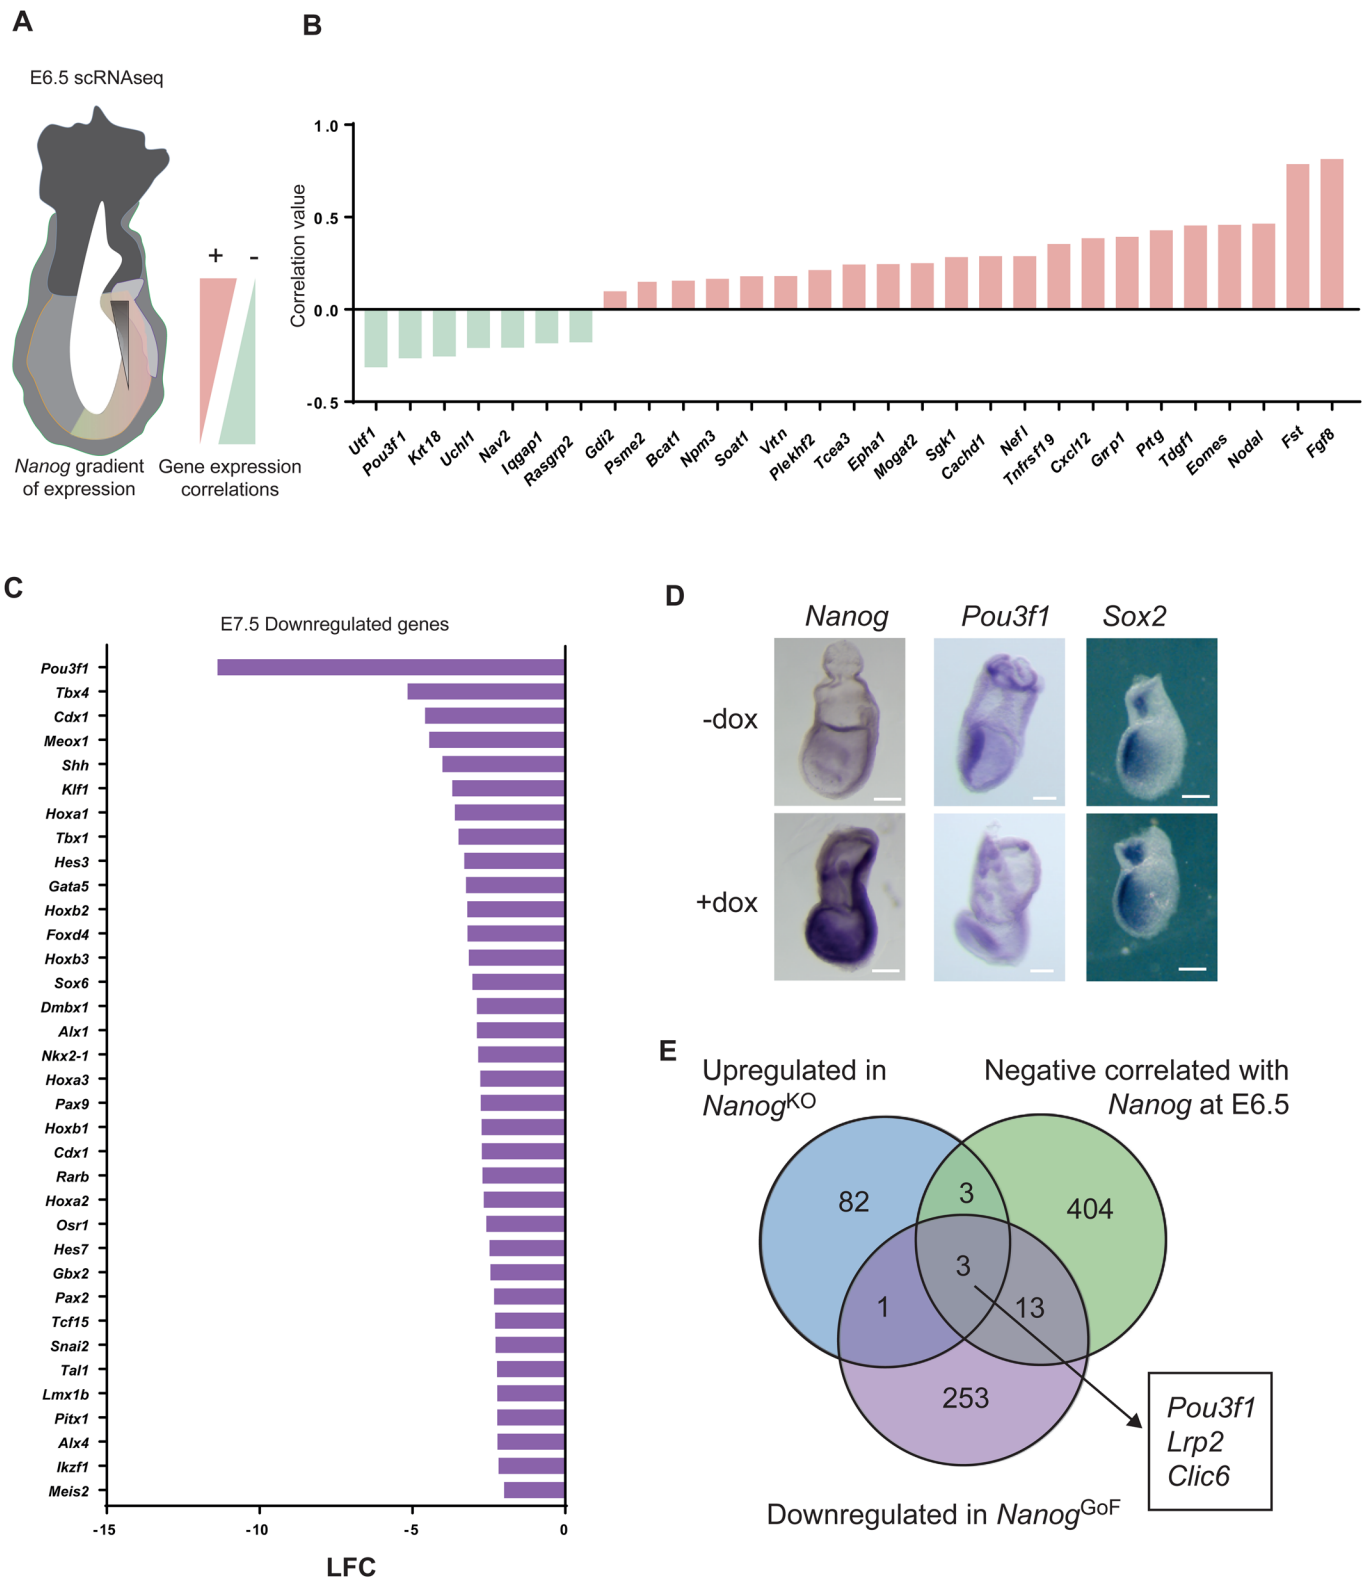 A
E6.5 scRNAseq
+ -
Nanog gradient
of expression
Gene expression
correlations
B
Correlation value
1.0
0.5
0.0
-0.5
Utf1
Pou3f1
Krt18
Uchl1
Nav2
Iqgap1
Rasgrp2
Gdi2
Psme2
Bcat1
Npm3
Soat1
Vrtn
Plekhf2
Tcea3
Epha1
Mogat2
Sgk1
Cachd1
Nefl
Tnfrsf19
Cxcl12
Grrp1
Prtg
Tdgf1
Eomes
Nodal
Fst
Fgf8
C
E7.5 Downregulated genes
Pou3f1
Tbx4
Cdx1
Meox1
Shh
Klf1
Hoxa1
Tbx1
Hes3
Gata5
Hoxb2
Foxd4
Hoxb3
Sox6
Dmbx1
Alx1
Nkx2-1
Hoxa3
Pax9
Hoxb1
Cdx1
Rarb
Hoxa2
Osr1
Hes7
Gbx2
Pax2
Tcf15
Snai2
Tal1
Lmx1b
Pitx1
Alx4
Ikzf1
Meis2
-15 -10 -5 0
LFC
D
Nanog Pou3f1 Sox2
-dox
+dox
E
Upregulated in
NanogKO
Negative correlated with
Nanog at E6.5
82
3
404
3
1
13
253
Pou3f1
Lrp2
Clic6
Downregulated in NanogGoF